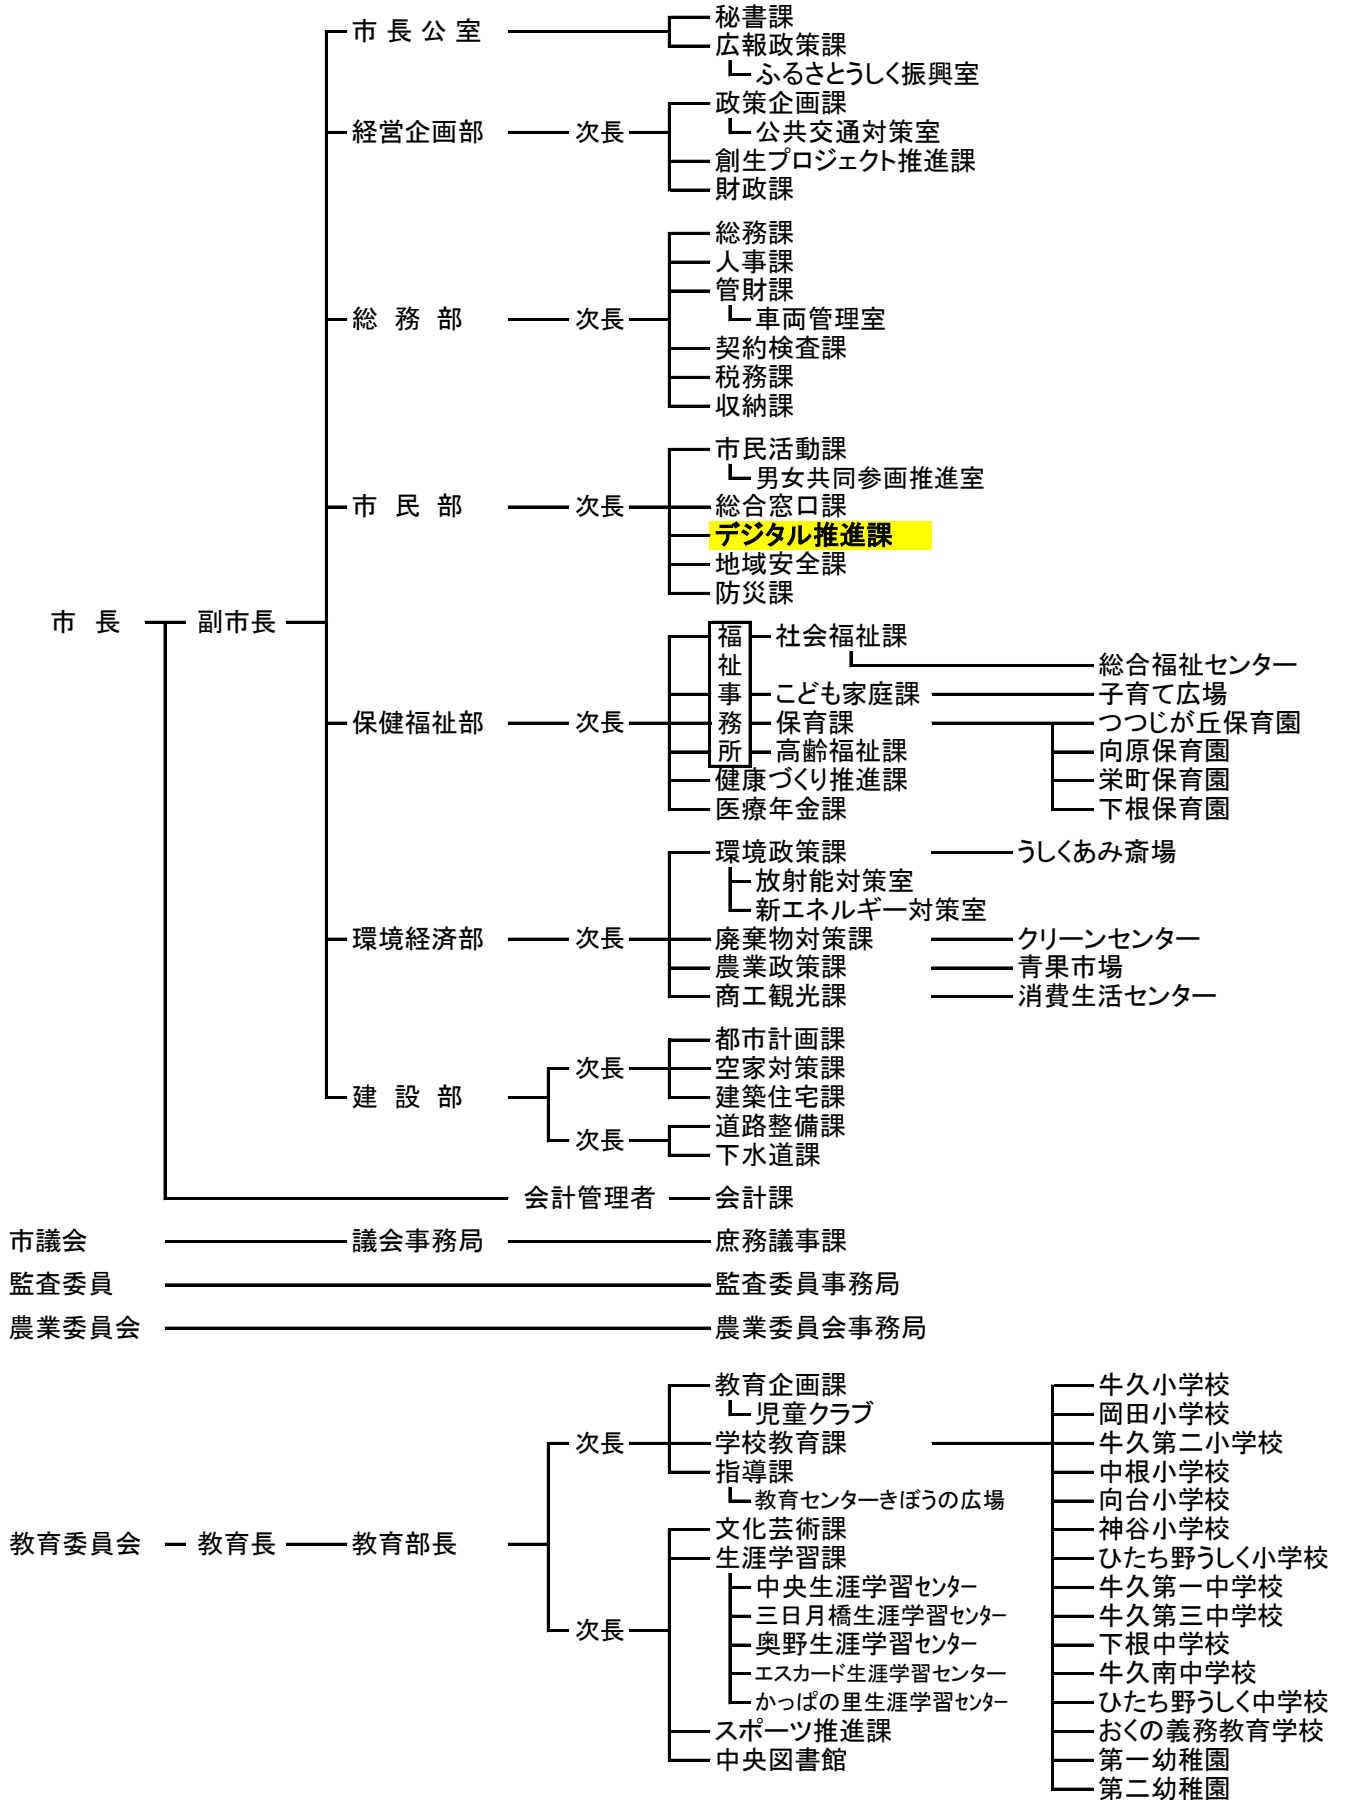 秘書課
市長公室
広報政策課
ふるさとうしく振興室
政策企画課
経営企画部 次長 公共交通対策室
創生プロジェクト推進課
財政課
総務課
人事課
管財課
総務部 次長 車両管理室
契約検査課
税務課
収納課
市民活動課
男女共同参画推進室
市民部 次長 総合窓口課
デジタル推進課
地域安全課
防災課
市長 副市長
福祉事務所
社会福祉課
総合福祉センター
こども家庭課 子育て広場
保健福祉部 次長 保育課 つつじが丘保育園
高齢福祉課 向原保育園
健康づくり推進課 栄町保育園
医療年金課 下根保育園
環境政策課 うしくあみ斎場
放射能対策室
新エネルギー対策室
環境経済部 次長 廃棄物対策課 クリーンセンター
農業政策課 青果市場
商工観光課 消費生活センター
都市計画課
次長 空家対策課
建設部 建築住宅課
道路整備課
次長
下水道課
会計管理者 会計課
市議会 議会事務局 庶務議事課
監査委員 監査委員事務局
農業委員会 農業委員会事務局
教育企画課 牛久小学校
児童クラブ 岡田小学校
次長 学校教育課 牛久第二小学校
指導課 中根小学校
教育センターきぼうの広場 向台小学校
文化芸術課 神谷小学校
教育委員会 教育長 教育部長
生涯学習課 ひたち野うしく小学校
中央生涯学習センター 牛久第一中学校
三日月橋生涯学習センター 牛久第三中学校
次長
奥野生涯学習センター 下根中学校
エスカード生涯学習センター 牛久南中学校
かっぱの里生涯学習センター ひたち野うしく中学校
スポーツ推進課 おくの義務教育学校
中央図書館 第一幼稚園
第二幼稚園